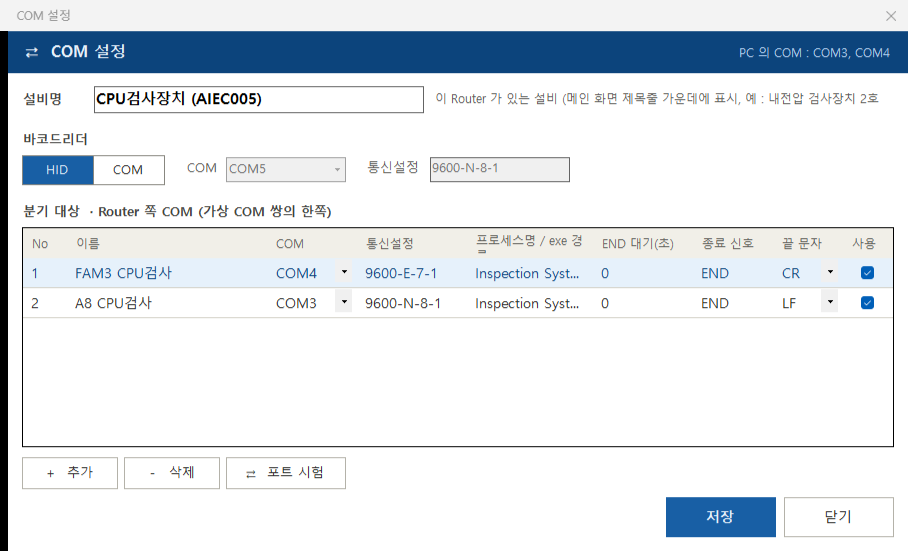 COM 설정
COM 설정 PC 의 COM : COM3, COM4
설비명 CPU검사장치 (AIEC005) 이 Router 가 있는 설비 (메인 화면 제목줄 가운데에 표시, 예 : 내전압 검사장치 2호
바코드리더
HID COM COM COM5 통신설정 9600-N-8-1
분기 대상 · Router 쪽 COM (가상 COM 쌍의 한쪽)
No 이름 COM 통신설정 프로세스명 / exe 경 END 대기(초) 종료 신호 끝 문자 사용
1 FAM3 CPU검사 COM4 9600-E-7-1 Inspection Syst... 0 END CR
2 A8 CPU검사 COM3 9600-N-8-1 Inspection Syst... 0 END LF
+ 추가 - 삭제 ⇄ 포트 시험
저장 닫기